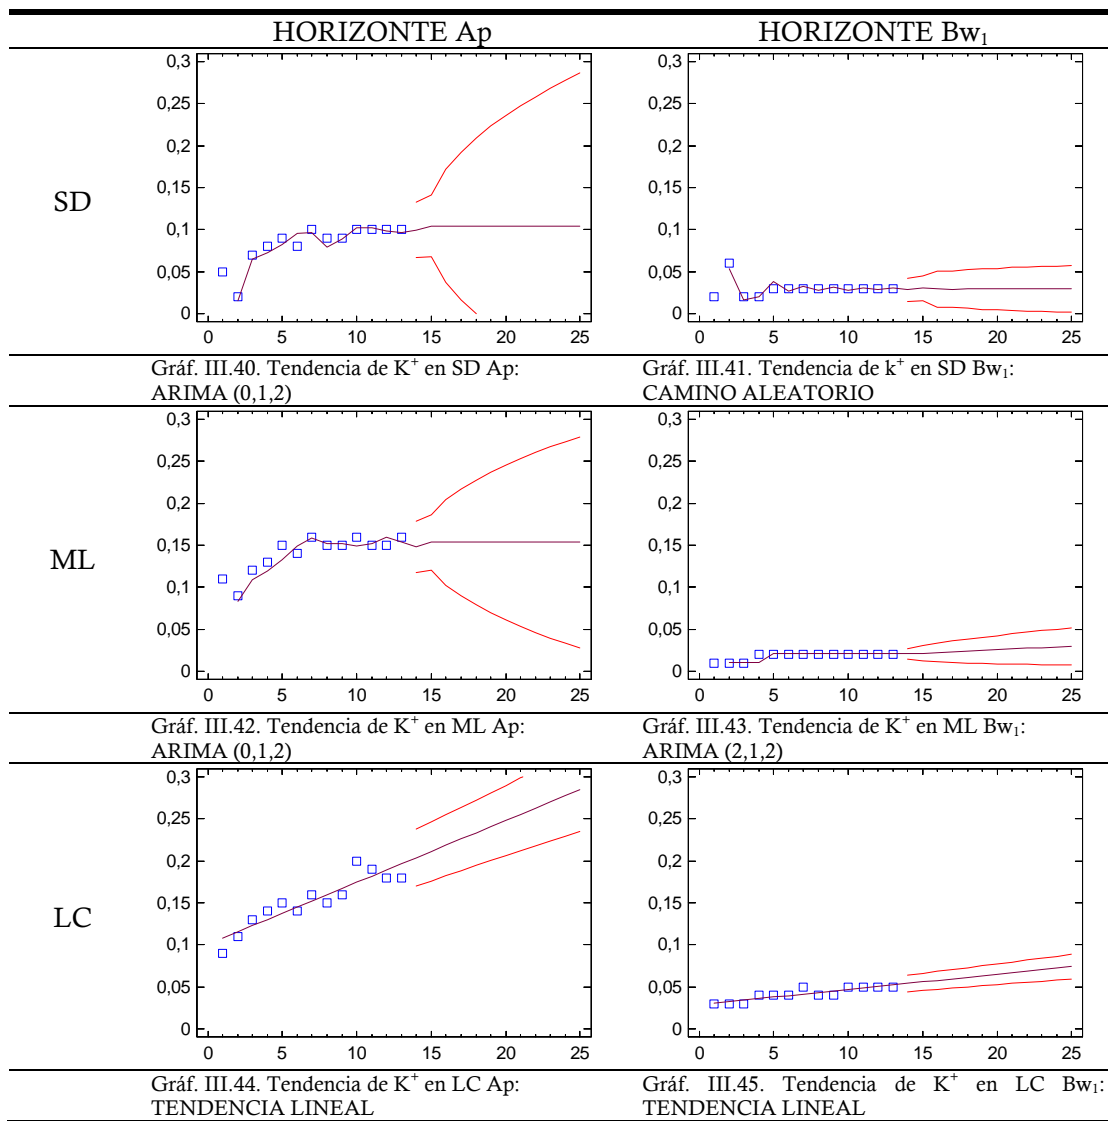 HORIZONTE Ap
HORIZONTE Bw₁
SD
0,3
0,25
0,2
0,15
0,1
0,05
0
0 5 10 15 20 25
0,3
0,25
0,2
0,15
0,1
0,05
0
0 5 10 15 20 25
Gráf. III.40. Tendencia de K⁺ en SD Ap:
ARIMA (0,1,2)
Gráf. III.41. Tendencia de k⁺ en SD Bw₁:
CAMINO ALEATORIO
ML
0,3
0,25
0,2
0,15
0,1
0,05
0
0 5 10 15 20 25
0,3
0,25
0,2
0,15
0,1
0,05
0
0 5 10 15 20 25
Gráf. III.42. Tendencia de K⁺ en ML Ap:
ARIMA (0,1,2)
Gráf. III.43. Tendencia de K⁺ en ML Bw₁:
ARIMA (2,1,2)
LC
0,3
0,25
0,2
0,15
0,1
0,05
0
0 5 10 15 20 25
0,3
0,25
0,2
0,15
0,1
0,05
0
0 5 10 15 20 25
Gráf. III.44. Tendencia de K⁺ en LC Ap:
TENDENCIA LINEAL
Gráf. III.45. Tendencia de K⁺ en LC Bw₁:
TENDENCIA LINEAL